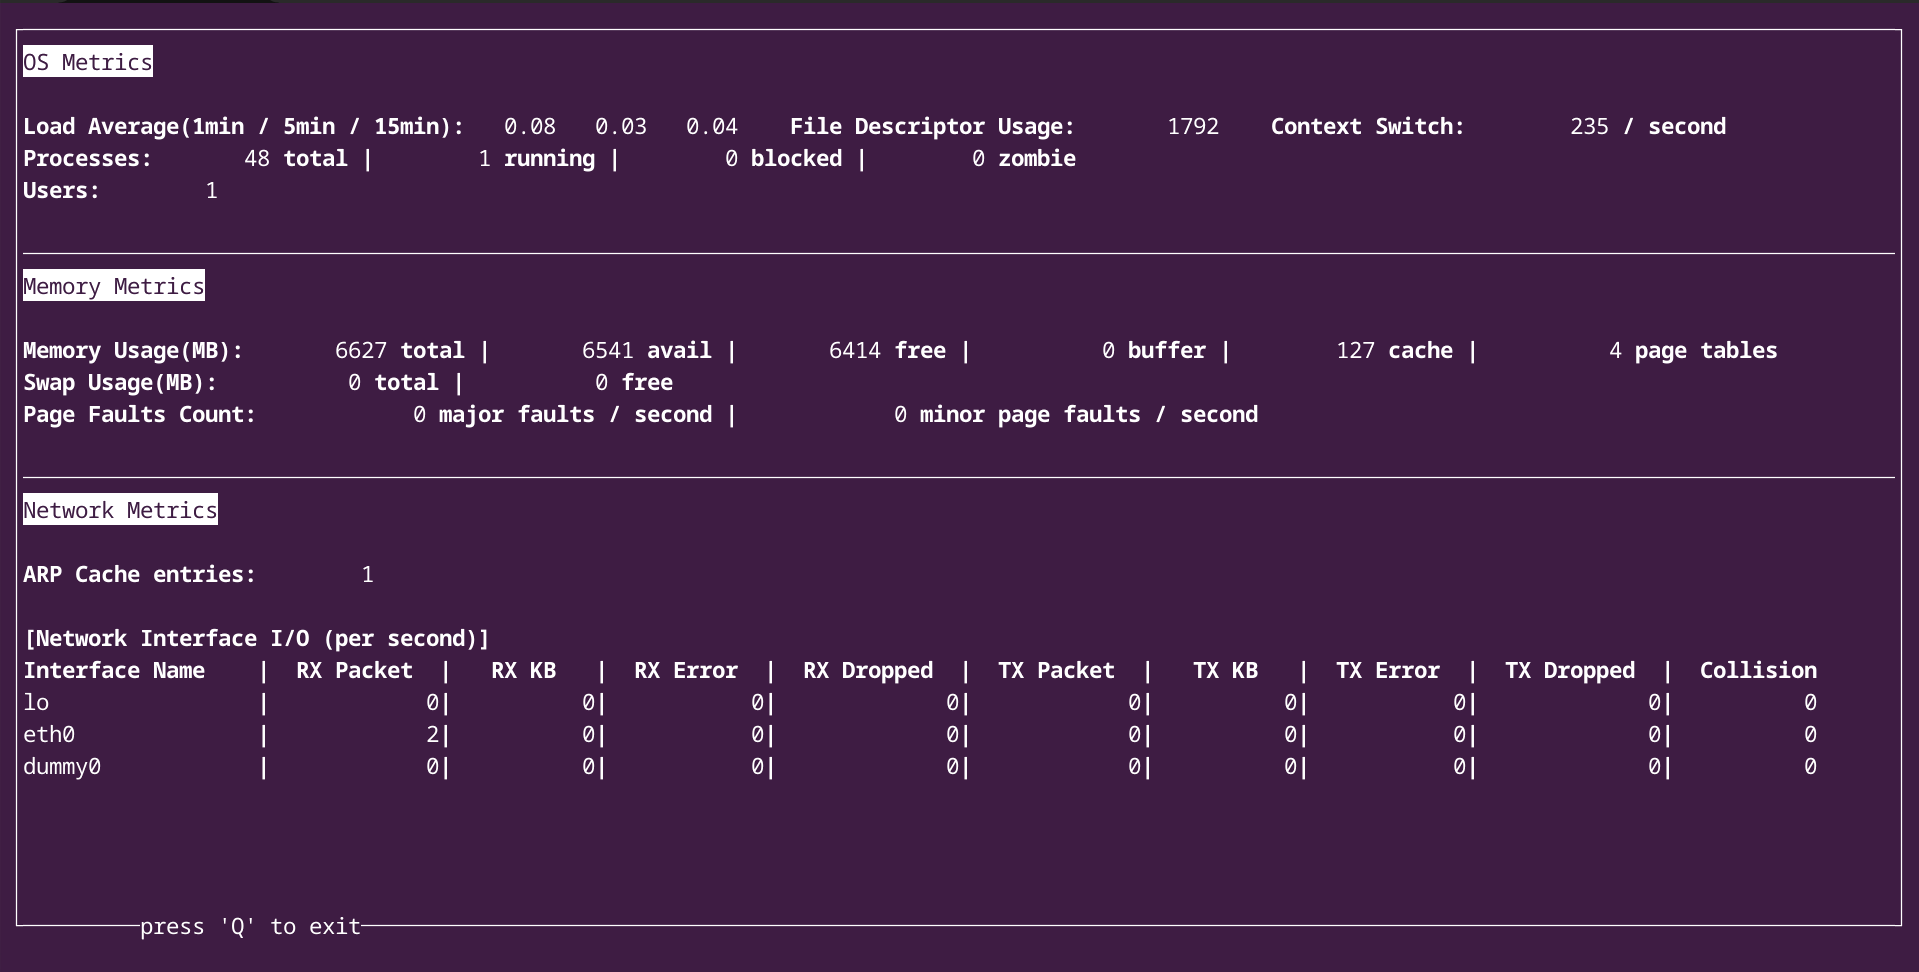 OS Metrics
Load Average(1min / 5min / 15min): 0.08 0.03 0.04 File Descriptor Usage: 1792 Context Switch: 235 / second
Processes: 48 total | 1 running | 0 blocked | 0 zombie
Users: 1
Memory Metrics
Memory Usage(MB): 6627 total | 6541 avail | 6414 free | 0 buffer | 127 cache | 4 page tables
Swap Usage(MB): 0 total | 0 free
Page Faults Count: 0 major faults / second | 0 minor page faults / second
Network Metrics
ARP Cache entries: 1
[Network Interface I/O (per second)]
Interface Name | RX Packet | RX KB | RX Error | RX Dropped | TX Packet | TX KB | TX Error | TX Dropped | Collision
lo | 0| 0| 0| 0| 0| 0| 0| 0| 0
eth0 | 2| 0| 0| 0| 0| 0| 0| 0| 0
dummy0 | 0| 0| 0| 0| 0| 0| 0| 0| 0
press 'Q' to exit